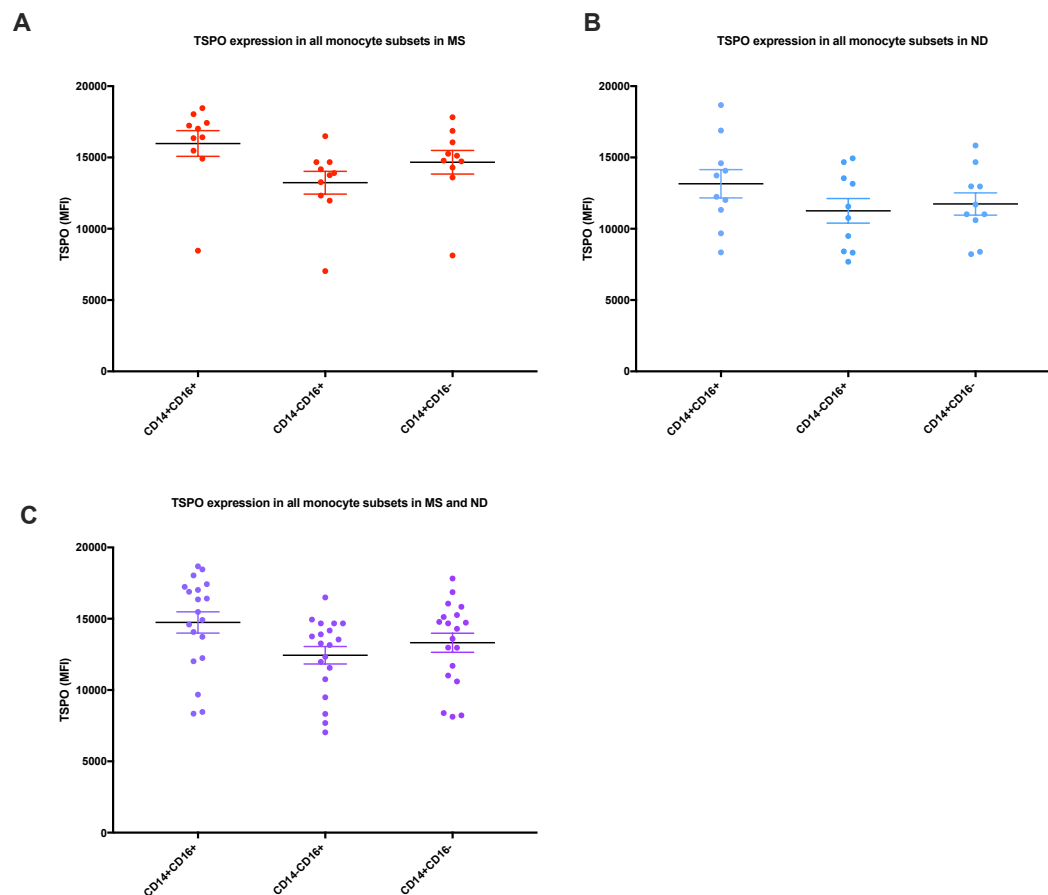 A
TSPO expression in all monocyte subsets in MS
20000
15000
10000
5000
0
TSPO (MFI)
CD14+CD16+
CD14-CD16+
CD14+CD16-
B
TSPO expression in all monocyte subsets in ND
20000
15000
10000
5000
0
TSPO (MFI)
CD14+CD16+
CD14-CD16+
CD14+CD16-
C
TSPO expression in all monocyte subsets in MS and ND
20000
15000
10000
5000
0
TSPO (MFI)
CD14+CD16+
CD14-CD16+
CD14+CD16-